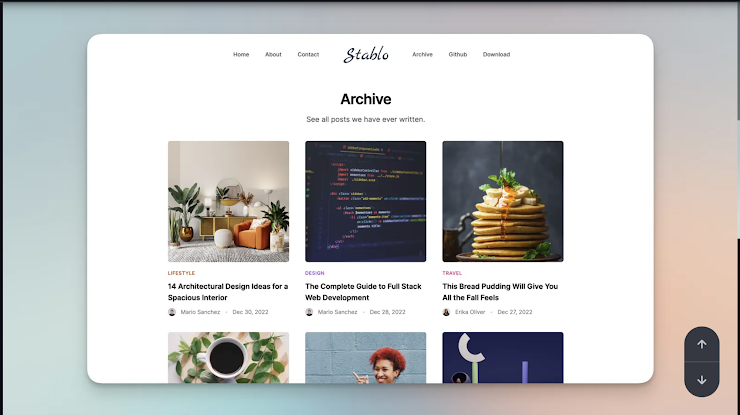 Home About Contact Stablo Archive Github Download
Archive
See all posts we have ever written.
LIFESTYLE
14 Architectural Design Ideas for a
Spacious Interior
Mario Sanchez • Dec 30, 2022
DESIGN
The Complete Guide to Full Stack
Web Development
Mario Sanchez • Dec 28, 2022
TRAVEL
This Bread Pudding Will Give You
All the Fall Feels
Erika Oliver • Dec 27, 2022